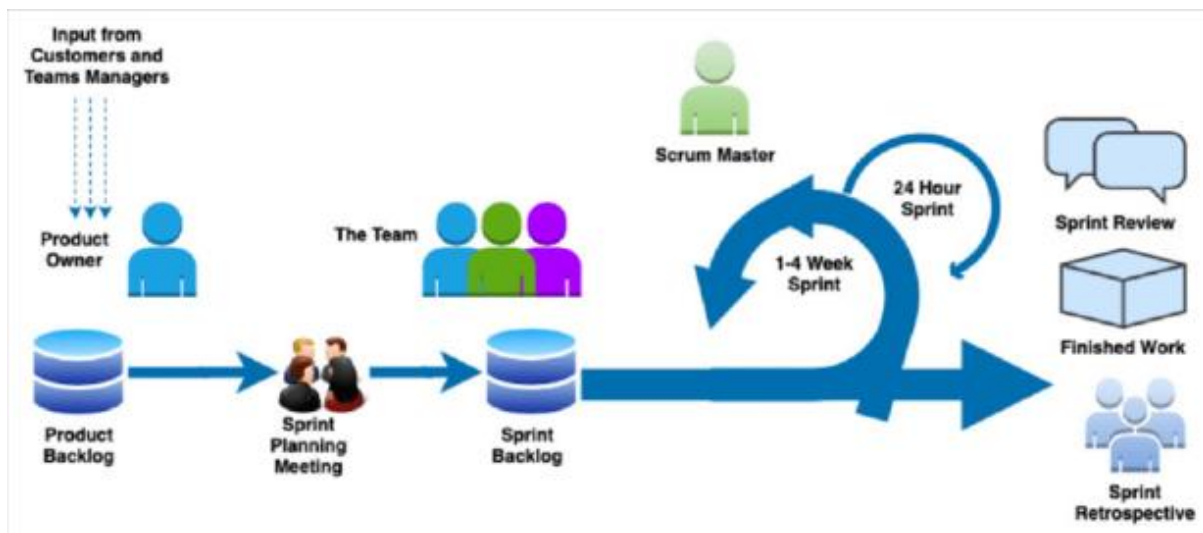 Input from
Customers and
Teams Managers
Product
Owner
The Team
Scrum Master
24 Hour
Sprint
1-4 Week
Sprint
Sprint Review
Finished Work
Product
Backlog
Sprint
Planning
Meeting
Sprint
Backlog
Sprint
Retrospective